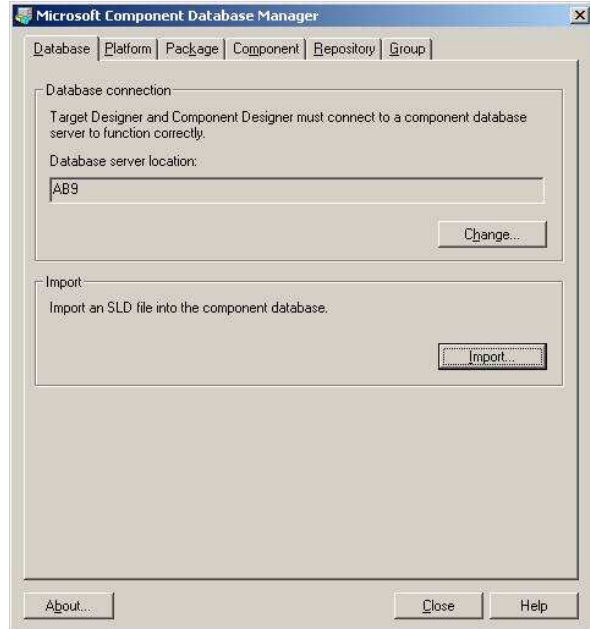 Microsoft Component Database Manager
Database Platform Package Component Repository Group
Database connection
Target Designer and Component Designer must connect to a component database
server to function correctly.
Database server location:
AB9
Change...
Import
Import an SLD file into the component database.
Import...
About... Close Help